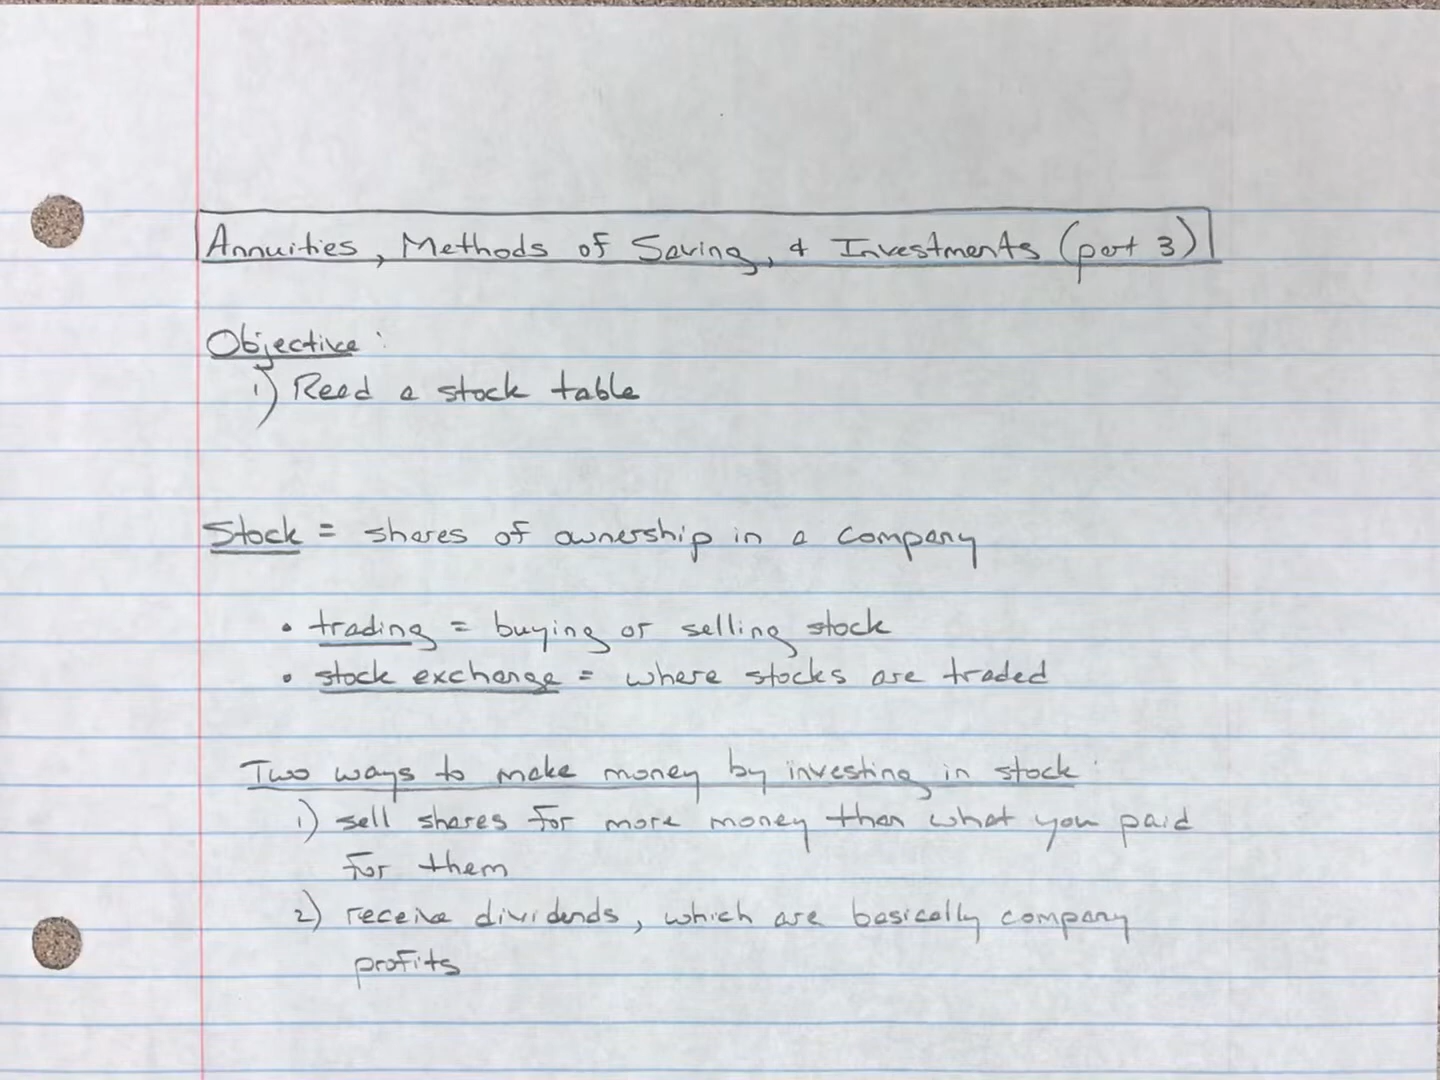 Annuities, Methods of Saving, & Investments (part 3)
Objective:
1) Read a stock table
Stock = shares of ownership in a company
• trading = buying or selling stock
• stock exchange = where stocks are traded
Two ways to make money by investing in stock:
1) sell shares for more money than what you paid
for them
2) receive dividends, which are basically company
profits